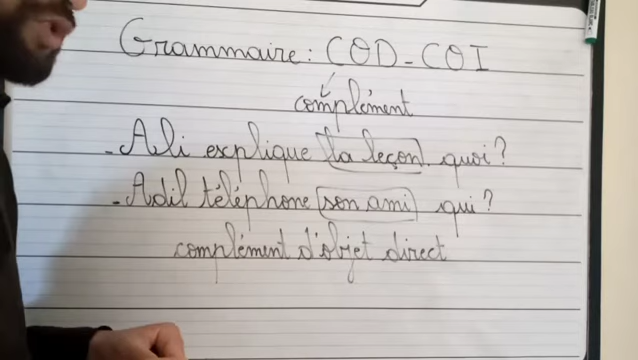 Grammaire : COD - COI
complément
- Ali explique la leçon. quoi ?
- Adil téléphone son ami qui ?
complément d'objet direct